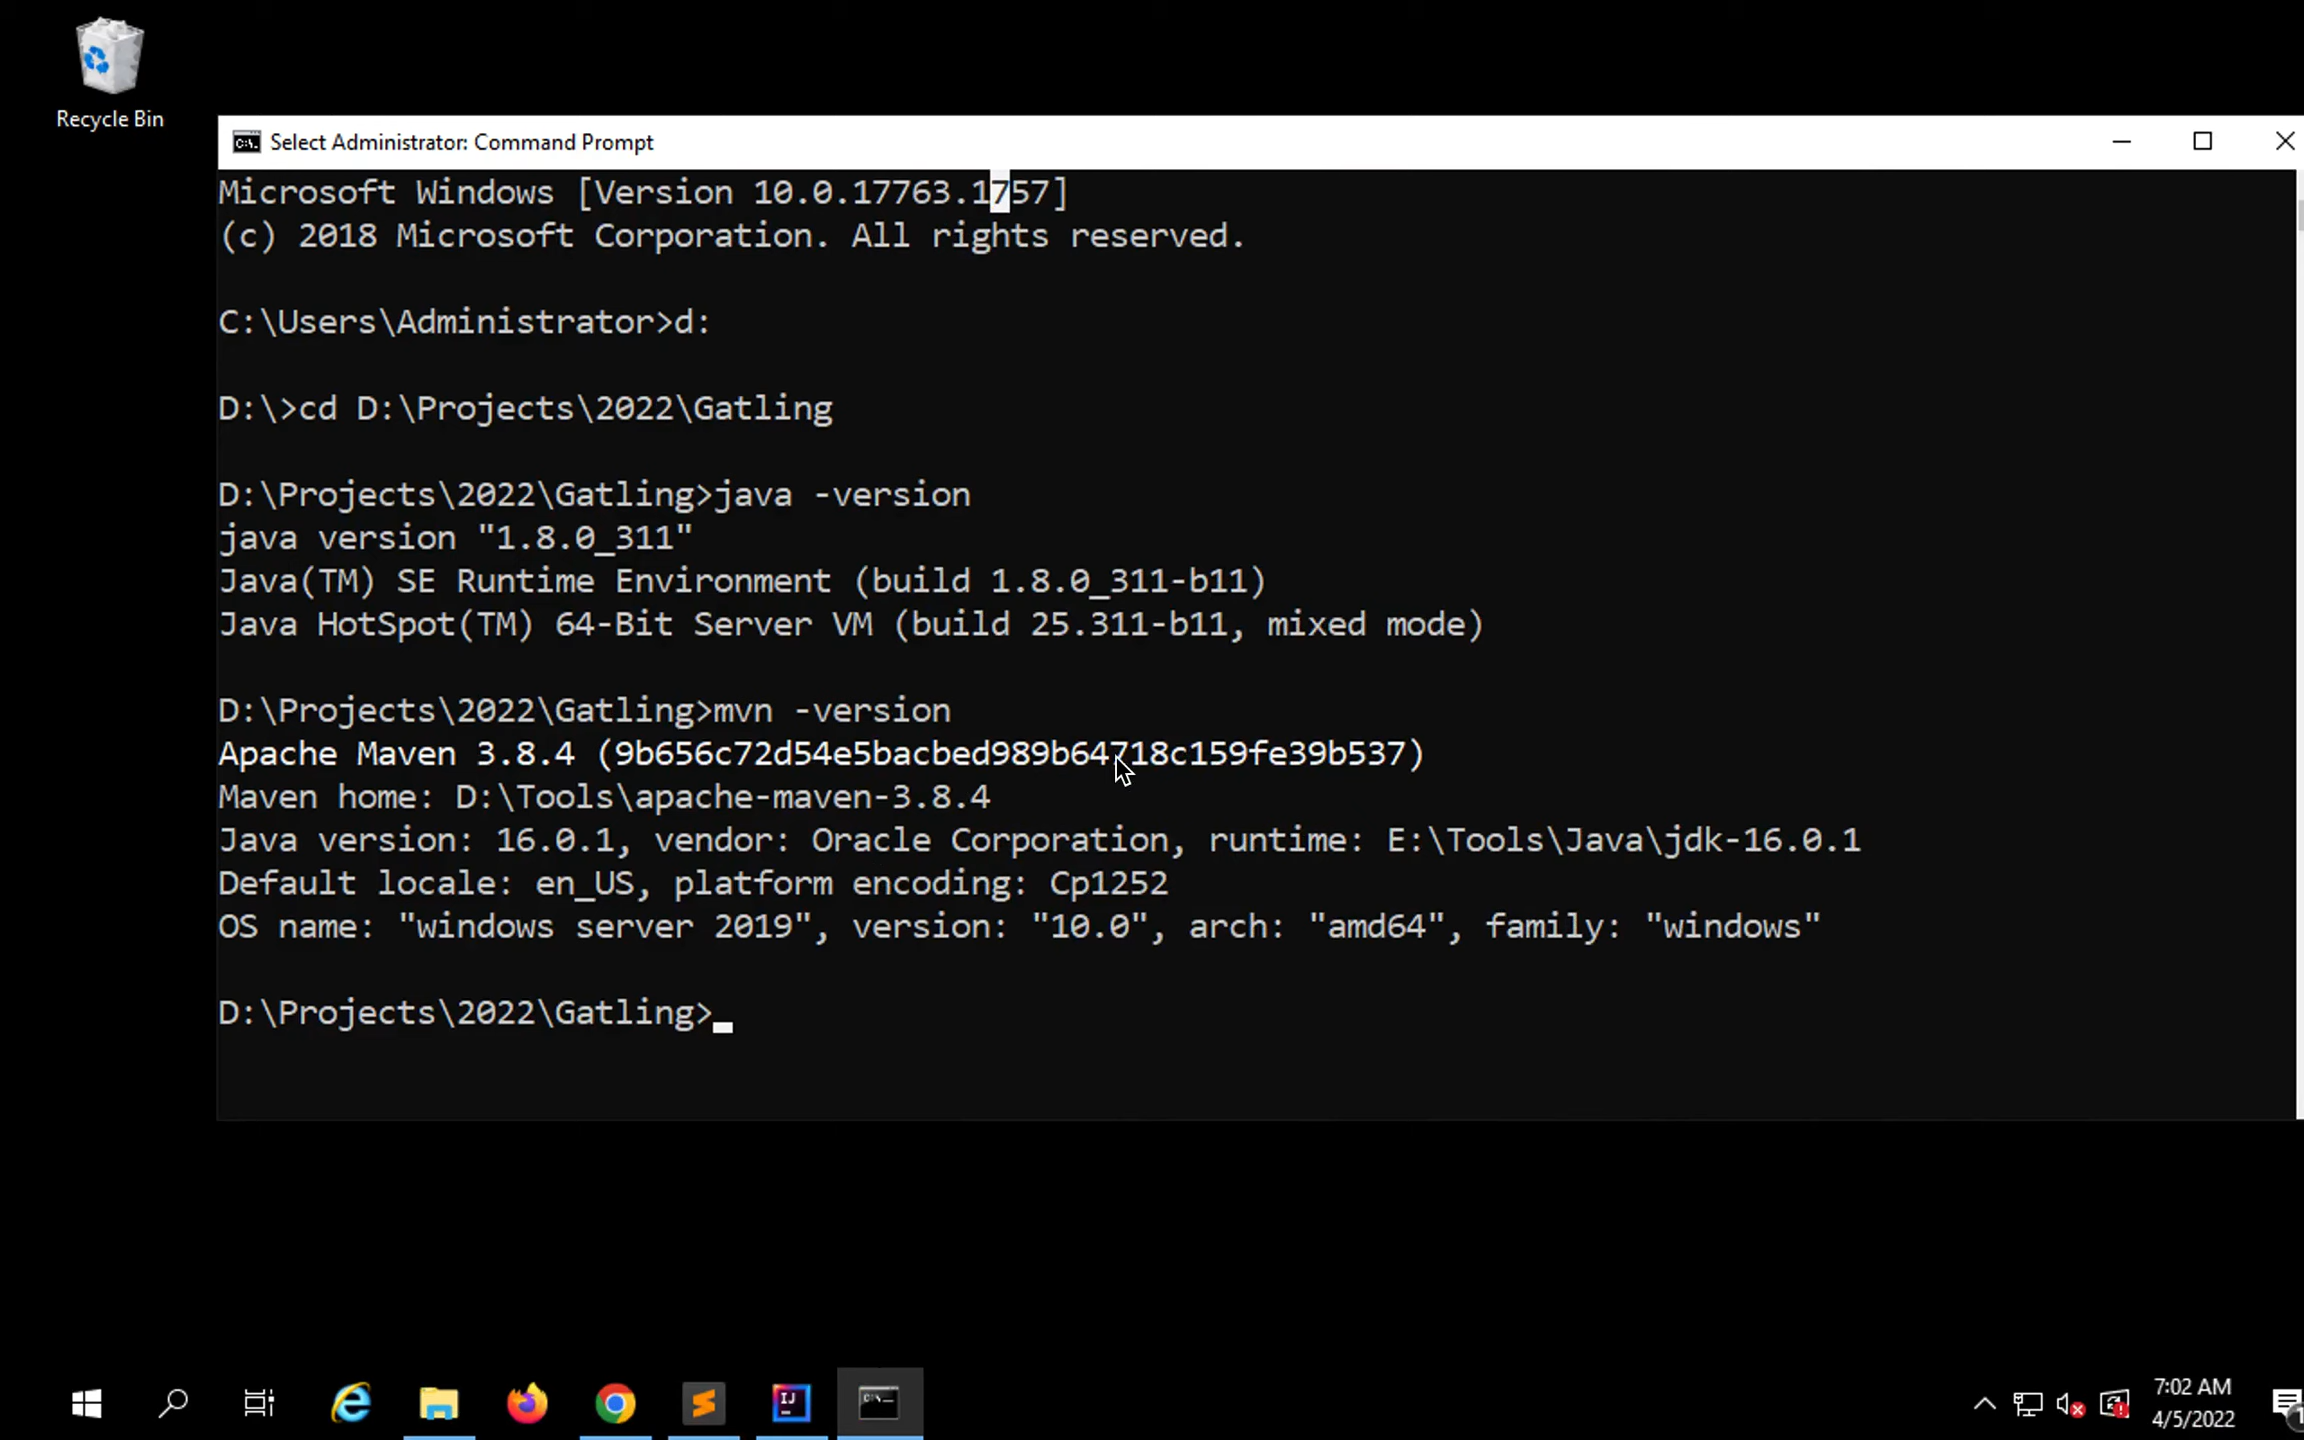 Recycle Bin
Select Administrator: Command Prompt
Microsoft Windows [Version 10.0.17763.1757]
(c) 2018 Microsoft Corporation. All rights reserved.
C:\Users\Administrator>d:
D:\>cd D:\Projects\2022\Gatling
D:\Projects\2022\Gatling>java -version
java version "1.8.0_311"
Java(TM) SE Runtime Environment (build 1.8.0_311-b11)
Java HotSpot(TM) 64-Bit Server VM (build 25.311-b11, mixed mode)
D:\Projects\2022\Gatling>mvn -version
Apache Maven 3.8.4 (9b656c72d54e5bacbed989b64718c159fe39b537)
Maven home: D:\Tools\apache-maven-3.8.4
Java version: 16.0.1, vendor: Oracle Corporation, runtime: E:\Tools\Java\jdk-16.0.1
Default locale: en_US, platform encoding: Cp1252
OS name: "windows server 2019", version: "10.0", arch: "amd64", family: "windows"
D:\Projects\2022\Gatling>
7:02 AM
4/5/2022